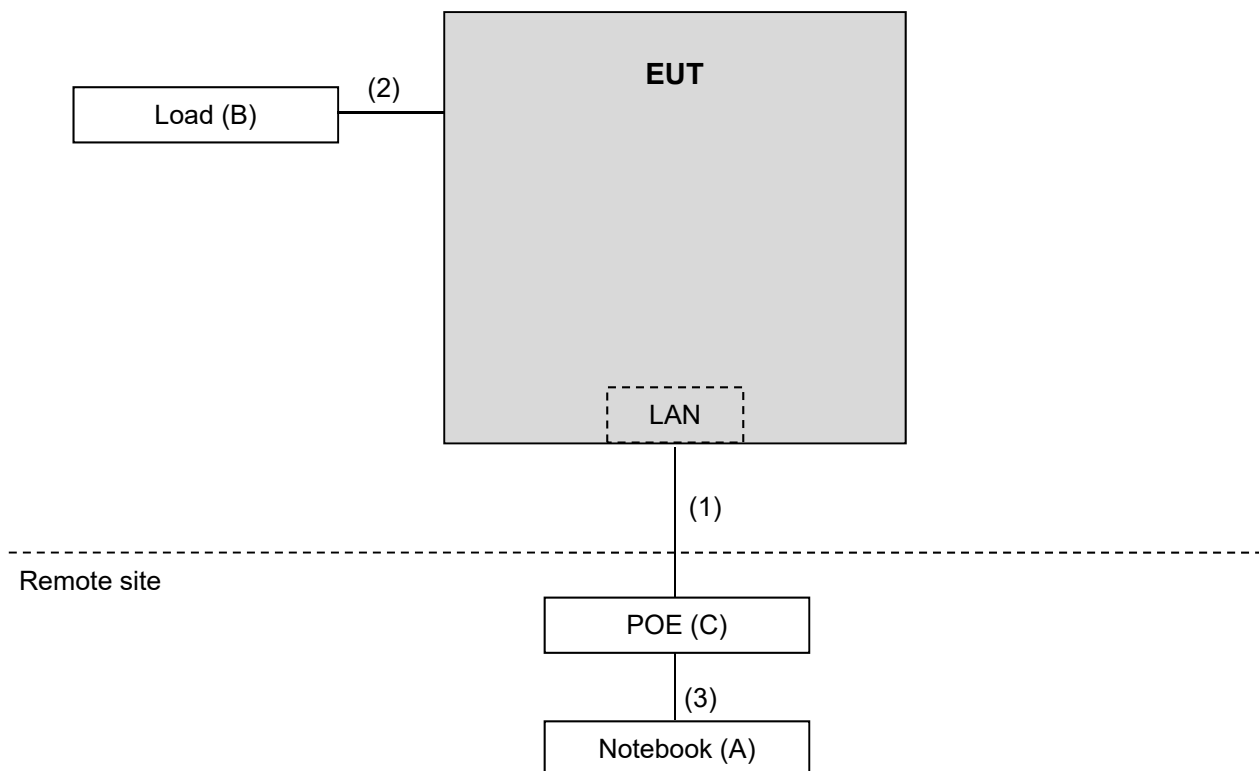 EUT
(2)
Load (B)
LAN
(1)
Remote site
POE (C)
(3)
Notebook (A)